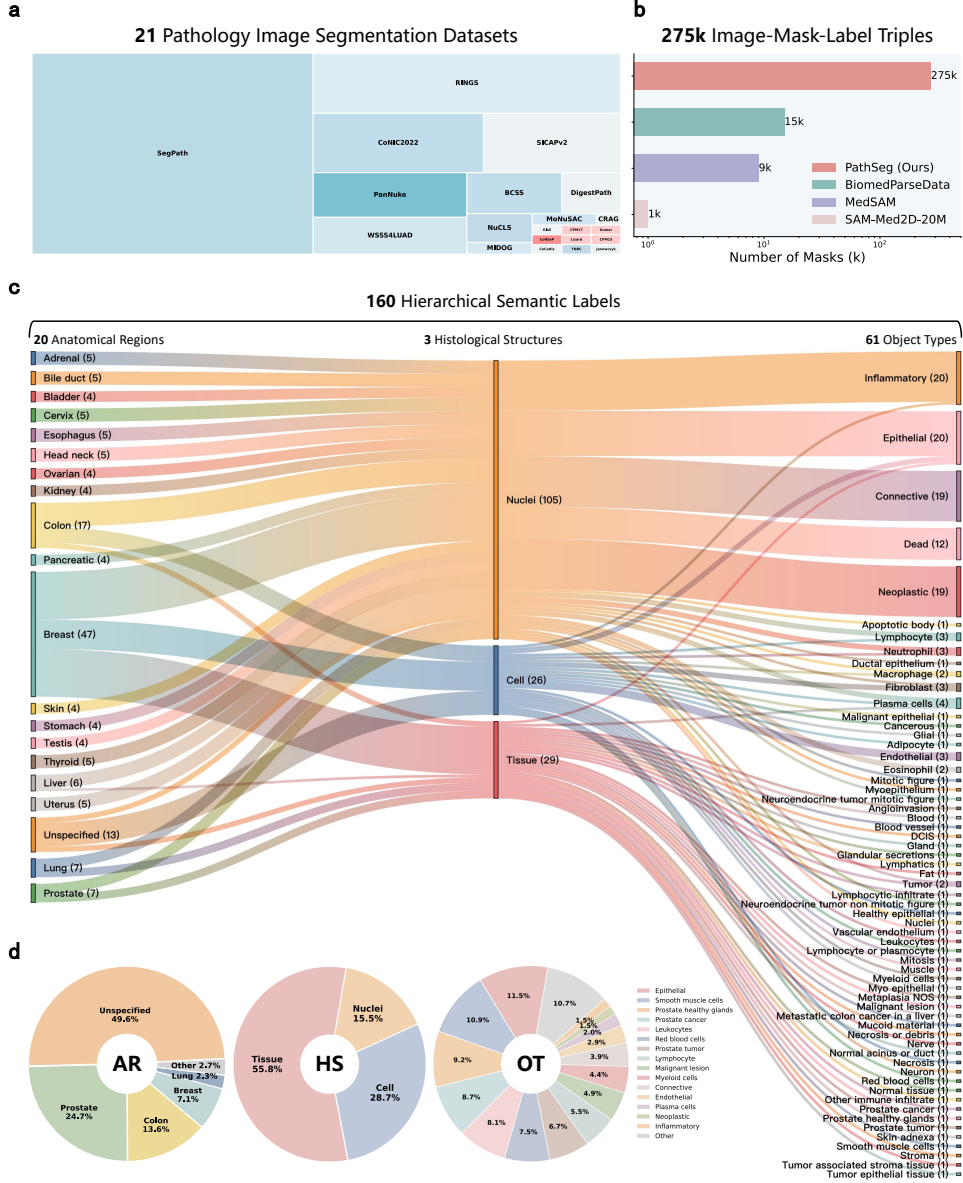 a
21 Pathology Image Segmentation Datasets
SegPath
RINGS
CoNIC2022
SICAPv2
PanNuke
BCSS
DigestPath
WSSS4LUAD
NuCLS
MIDOG
MoNuSAC
CRAG
GlaS
CPM17
Kumar
CoNSeP
Lizard
CPM15
CoCaHis
TNBC
Janowczyk
b
275k Image-Mask-Label Triples
275k
15k
9k
1k
PathSeg (Ours)
BiomedParseData
MedSAM
SAM-Med2D-20M
10⁰
10¹
10²
Number of Masks (k)
c
160 Hierarchical Semantic Labels
20 Anatomical Regions
3 Histological Structures
61 Object Types
Adrenal (5)
Bile duct (5)
Bladder (4)
Cervix (5)
Esophagus (5)
Head neck (5)
Ovarian (4)
Kidney (4)
Colon (17)
Pancreatic (4)
Breast (47)
Skin (4)
Stomach (4)
Testis (4)
Thyroid (5)
Liver (6)
Uterus (5)
Unspecified (13)
Lung (7)
Prostate (7)
Nuclei (105)
Cell (26)
Tissue (29)
Inflammatory (20)
Epithelial (20)
Connective (19)
Dead (12)
Neoplastic (19)
Apoptotic body (1)
Lymphocyte (3)
Neutrophil (3)
Ductal epithelium (1)
Macrophage (2)
Fibroblast (3)
Plasma cells (4)
Malignant epithelial (1)
Cancerous (1)
Glial (1)
Adipocyte (1)
Endothelial (3)
Eosinophil (2)
Mitotic figure (1)
Myoepithelium (1)
Neuroendocrine tumor mitotic figure (1)
Angioinvasion (1)
Blood (1)
Blood vessel (1)
DCIS (1)
Gland (1)
Glandular secretions (1)
Lymphatics (1)
Fat (1)
Tumor (2)
Lymphocytic infiltrate (1)
Neuroendocrine tumor non mitotic figure (1)
Healthy epithelial (1)
Nuclei (1)
Vascular endothelium (1)
Leukocytes (1)
Lymphocyte or plasmocyte (1)
Mitosis (1)
Muscle (1)
Myeloid cells (1)
Myo epithelial (1)
Metaplasia NOS (1)
Malignant lesion (1)
Metastatic colon cancer in a liver (1)
Mucoid material (1)
Necrosis or debris (1)
Nerve (1)
Normal acinus or duct (1)
Necrosis (1)
Neuron (1)
Red blood cells (1)
Normal tissue (1)
Other immune infiltrate (1)
Prostate cancer (1)
Prostate healthy glands (1)
Prostate tumor (1)
Skin adnexa (1)
Smooth muscle cells (1)
Stroma (1)
Tumor associated stroma tissue (1)
Tumor epithelial tissue (1)
d
AR
Unspecified
49.6%
Other 2.7%
Lung 2.3%
Breast
7.1%
Colon
13.6%
Prostate
24.7%
HS
Nuclei
15.5%
Tissue
55.8%
Cell
28.7%
OT
11.5%
10.7%
10.9%
9.2%
8.7%
8.1%
7.5%
6.7%
5.5%
4.9%
4.4%
3.9%
2.9%
2.0%
1.5%
1.5%
Epithelial
Smooth muscle cells
Prostate healthy glands
Prostate cancer
Leukocytes
Red blood cells
Prostate tumor
Lymphocyte
Malignant lesion
Myeloid cells
Connective
Endothelial
Plasma cells
Neoplastic
Inflammatory
Other